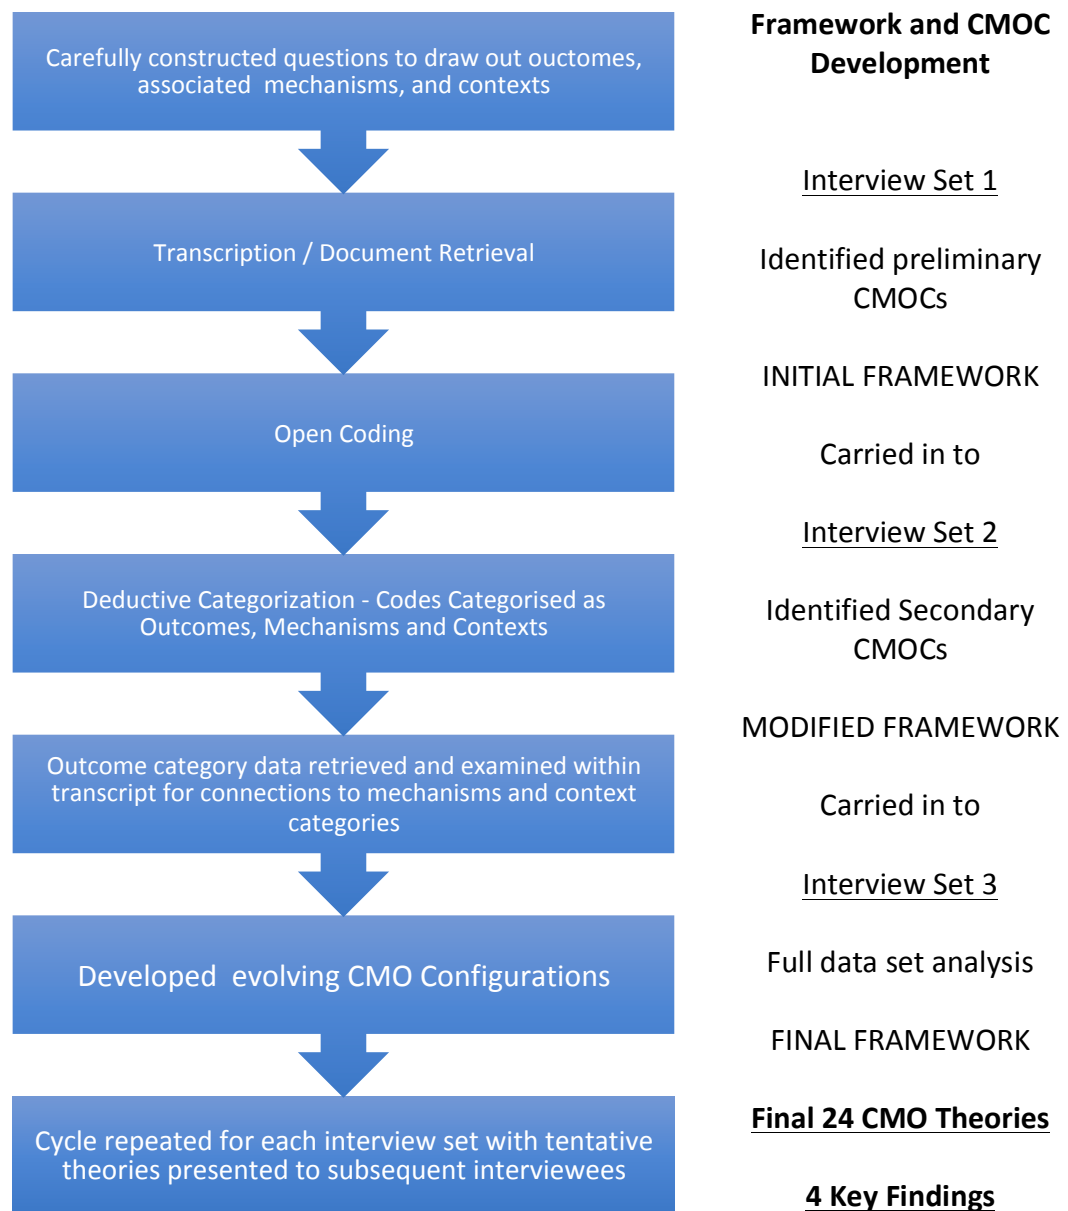 Carefully constructed questions to draw out ouctomes,
associated mechanisms, and contexts
Transcription / Document Retrieval
Open Coding
Deductive Categorization - Codes Categorised as
Outcomes, Mechanisms and Contexts
Outcome category data retrieved and examined within
transcript for connections to mechanisms and context
categories
Developed evolving CMO Configurations
Cycle repeated for each interview set with tentative
theories presented to subsequent interviewees
Framework and CMOC
Development
Interview Set 1
Identified preliminary
CMOCs
INITIAL FRAMEWORK
Carried in to
Interview Set 2
Identified Secondary
CMOCs
MODIFIED FRAMEWORK
Carried in to
Interview Set 3
Full data set analysis
FINAL FRAMEWORK
Final 24 CMO Theories
4 Key Findings